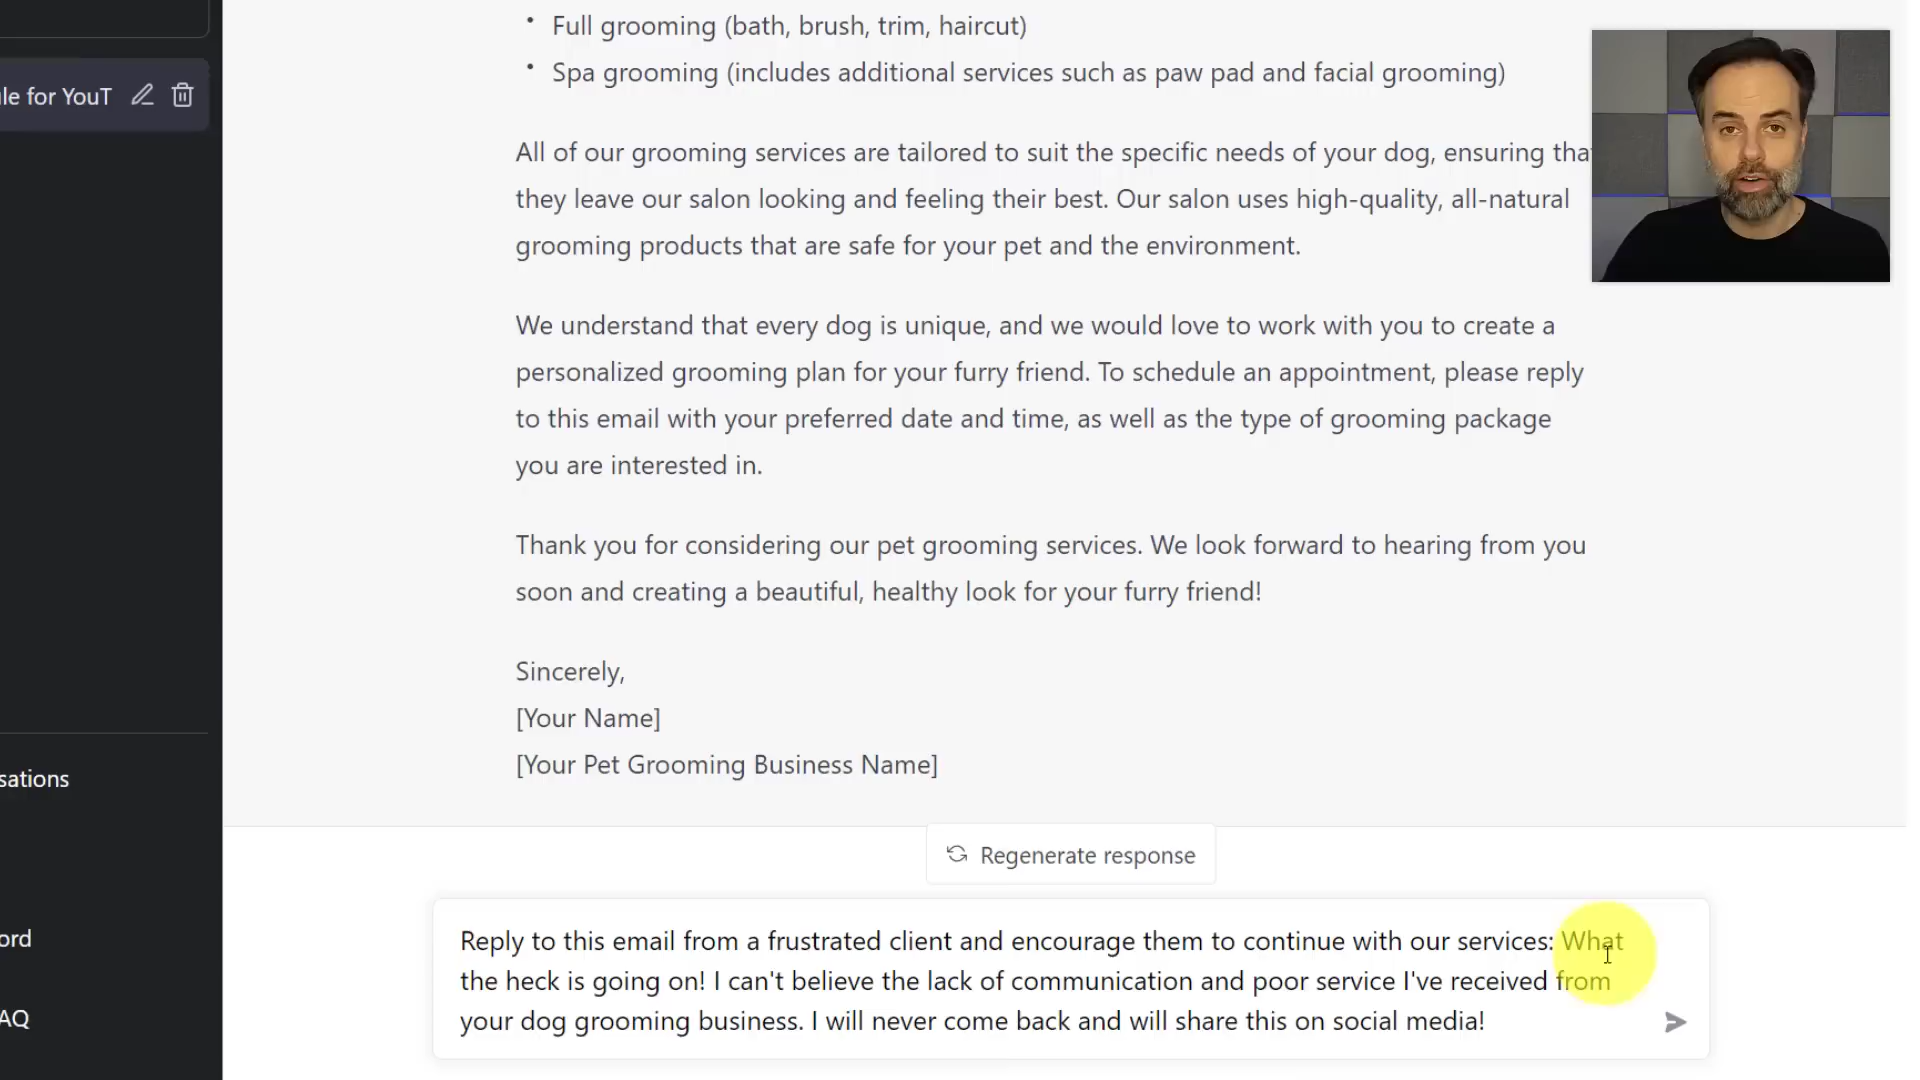 • Full grooming (bath, brush, trim, haircut)
• Spa grooming (includes additional services such as paw pad and facial grooming)
le for YouT
All of our grooming services are tailored to suit the specific needs of your dog, ensuring that
they leave our salon looking and feeling their best. Our salon uses high-quality, all-natural
grooming products that are safe for your pet and the environment.
We understand that every dog is unique, and we would love to work with you to create a
personalized grooming plan for your furry friend. To schedule an appointment, please reply
to this email with your preferred date and time, as well as the type of grooming package
you are interested in.
Thank you for considering our pet grooming services. We look forward to hearing from you
soon and creating a beautiful, healthy look for your furry friend!
Sincerely,
[Your Name]
[Your Pet Grooming Business Name]
sations
ord
AQ
Regenerate response
Reply to this email from a frustrated client and encourage them to continue with our services: What
the heck is going on! I can't believe the lack of communication and poor service I've received from
your dog grooming business. I will never come back and will share this on social media!